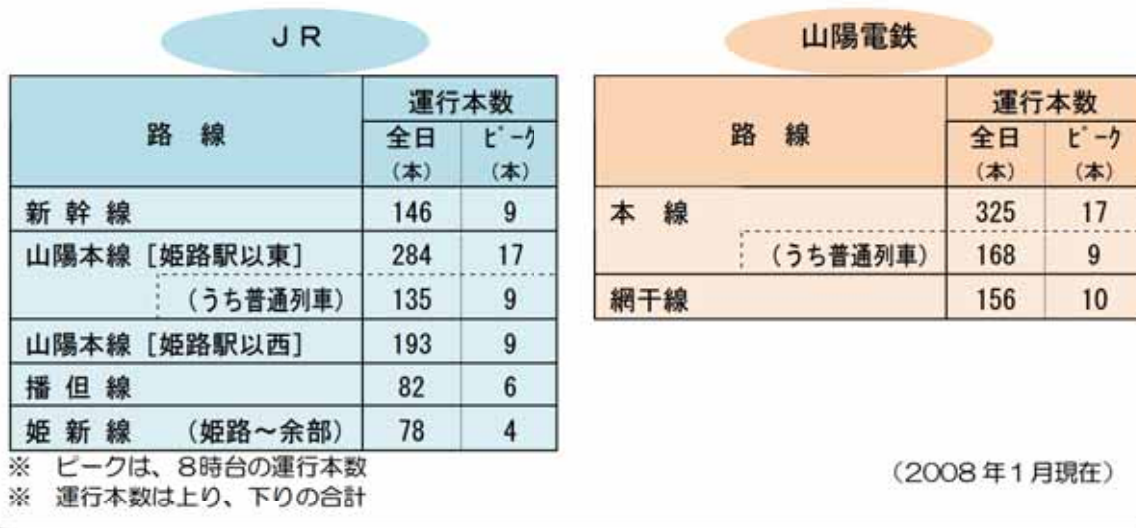 JR
路線 運行本数
全日 ピーク
(本) (本)
新幹線 146 9
山陽本線[姫路駅以東] 284 17
(うち普通列車) 135 9
山陽本線[姫路駅以西] 193 9
播但線 82 6
姫新線 (姫路~余部) 78 4
※ ピークは、8時台の運行本数
※ 運行本数は上り、下りの合計
山陽電鉄
路線 運行本数
全日 ピーク
(本) (本)
本線 325 17
(うち普通列車) 168 9
網干線 156 10
(2008年1月現在)